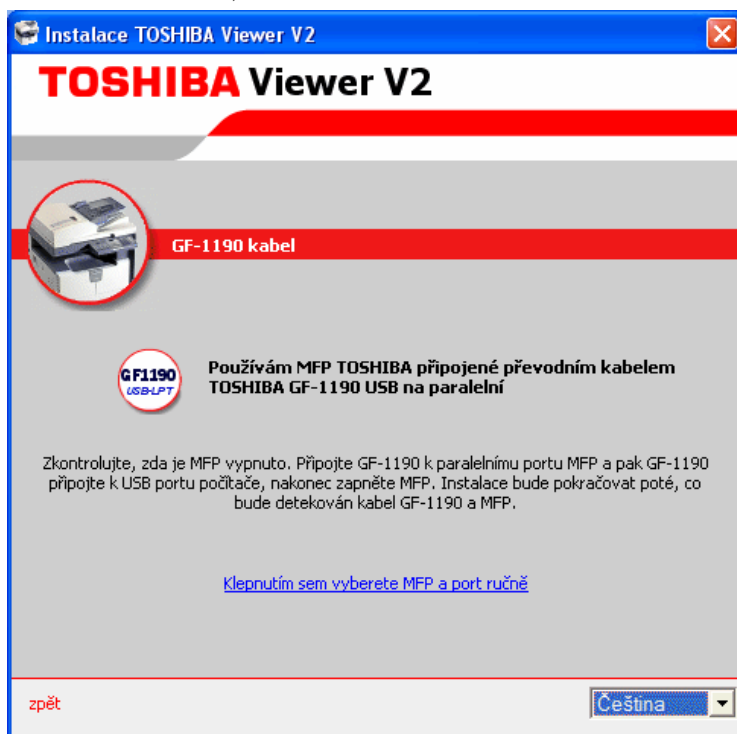 Instalace TOSHIBA Viewer V2
TOSHIBA Viewer V2
GF-1190 kabel
GF1190
USB-LPT
Používám MFP TOSHIBA připojené převodním kabelem
TOSHIBA GF-1190 USB na paralelní
Zkontrolujte, zda je MFP vypnuto. Připojte GF-1190 k paralelnímu portu MFP a pak GF-1190
připojte k USB portu počítače, nakonec zapněte MFP. Instalace bude pokračovat poté, co
bude detekován kabel GF-1190 a MFP.
Klepnutím sem vyberete MFP a port ručně
zpět
Čeština